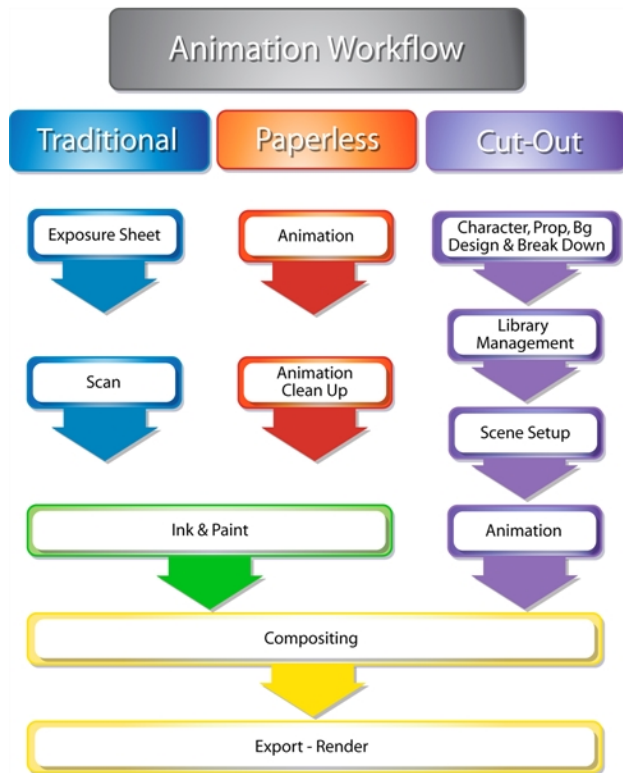 Animation Workflow
Traditional
Paperless
Cut-Out
Exposure Sheet
Animation
Character, Prop, Bg
Design & Break Down
Library
Management
Scan
Animation
Clean Up
Scene Setup
Ink & Paint
Animation
Compositing
Export - Render